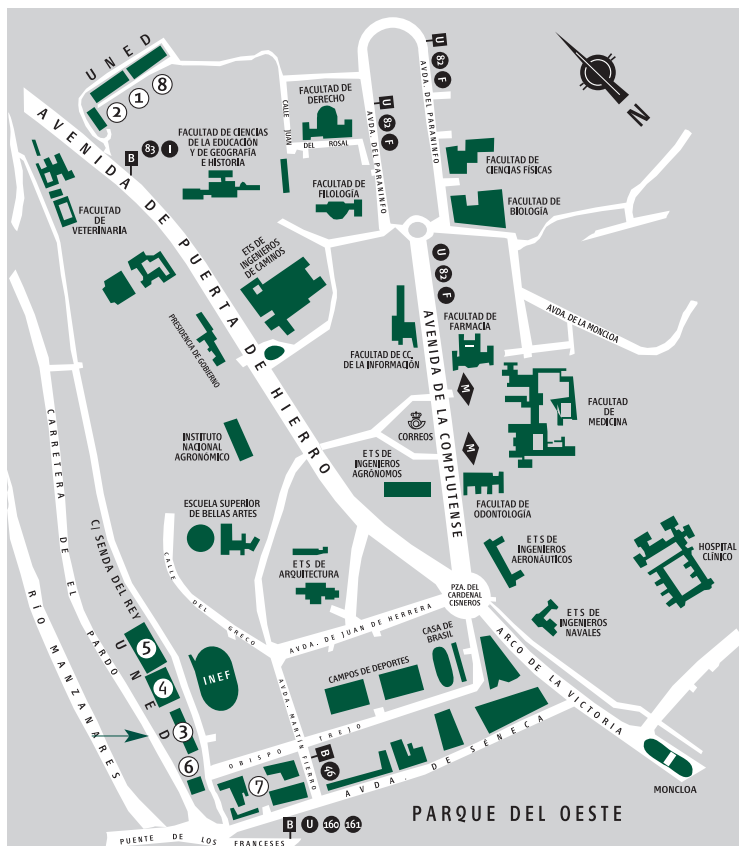 UNED
2
1
8
AVENIDA DE PUERTA DE HIERRO
B
83
I
FACULTAD DE CIENCIAS
DE LA EDUCACIÓN
Y DE GEOGRAFÍA
E HISTORIA
CALLE JUAN
DEL ROSAL
FACULTAD DE
DERECHO
U
82
F
AVDA. DEL PARANINFO
U
82
F
AVDA. DEL PARANINFO
N
FACULTAD DE
CIENCIAS FÍSICAS
FACULTAD DE
FILOLOGÍA
FACULTAD DE
BIOLOGÍA
FACULTAD
DE
VETERINARIA
ETS DE
INGENIEROS
DE CAMINOS
U
82
F
PRESIDENCIA DE GOBIERNO
FACULTAD DE CC.
DE LA INFORMACIÓN
AVENIDA DE LA COMPLUTENSE
FACULTAD DE
FARMACIA
AVDA. DE LA MONCLOA
M
FACULTAD
DE
MEDICINA
CORREOS
M
INSTITUTO
NACIONAL
AGRONÓMICO
ETS DE
INGENIEROS
AGRÓNOMOS
FACULTAD DE
ODONTOLOGÍA
ESCUELA SUPERIOR
DE BELLAS ARTES
ETS DE
ARQUITECTURA
ETS DE
INGENIEROS
AERONÁUTICOS
HOSPITAL
CLÍNICO
CARRETERA DE EL PARDO
C/ SENDA DEL REY
CALLE DEL GRECO
PZA. DEL
CARDENAL
CISNEROS
ETS DE
INGENIEROS
NAVALES
RÍO MANZANARES
AVDA. DE JUAN DE HERRERA
CASA DE
BRASIL
ARCO DE LA VICTORIA
UNED
5
4
3
6
INEF
CAMPOS DE DEPORTES
AVDA. MARTÍN FIERRO
OBISPO TREJO
B
46
7
AVDA. DE SÉNECA
MONCLOA
PARQUE DEL OESTE
B
U
160
161
PUENTE DE LOS FRANCESES